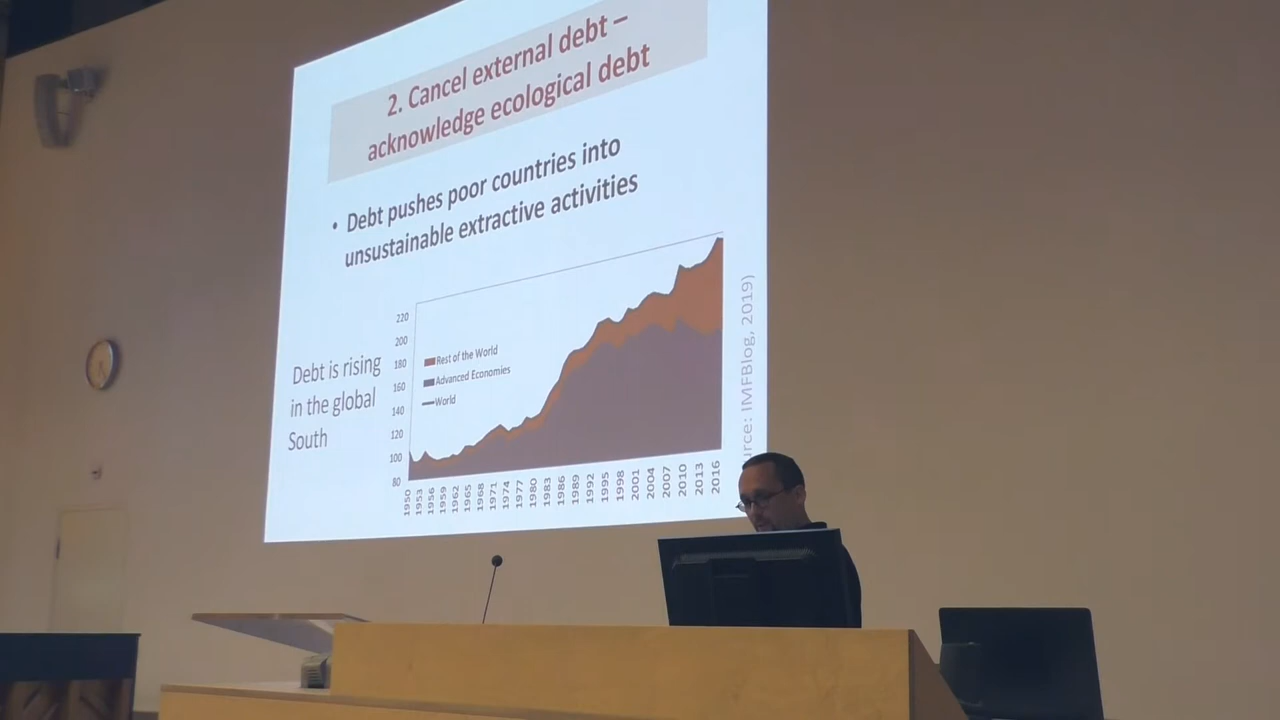 2. Cancel external debt –
acknowledge ecological debt
• Debt pushes poor countries into
unsustainable extractive activities
Debt is rising
in the global
South
220
200
180
160
140
120
100
80
Rest of the World
Advanced Economies
World
1950
1953
1956
1959
1962
1965
1968
1971
1974
1977
1980
1983
1986
1989
1992
1995
1998
2001
2004
2007
2010
2013
2016
IMFBlog, 2019)